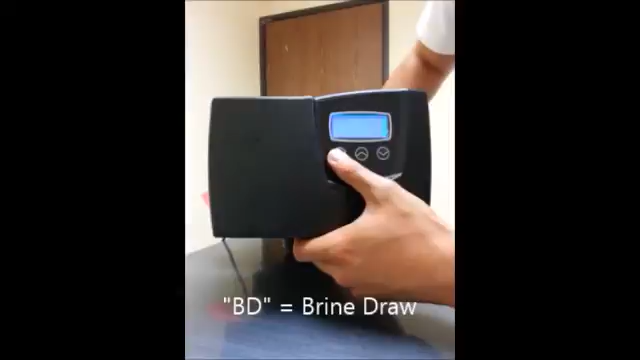 "BD" = Brine Draw